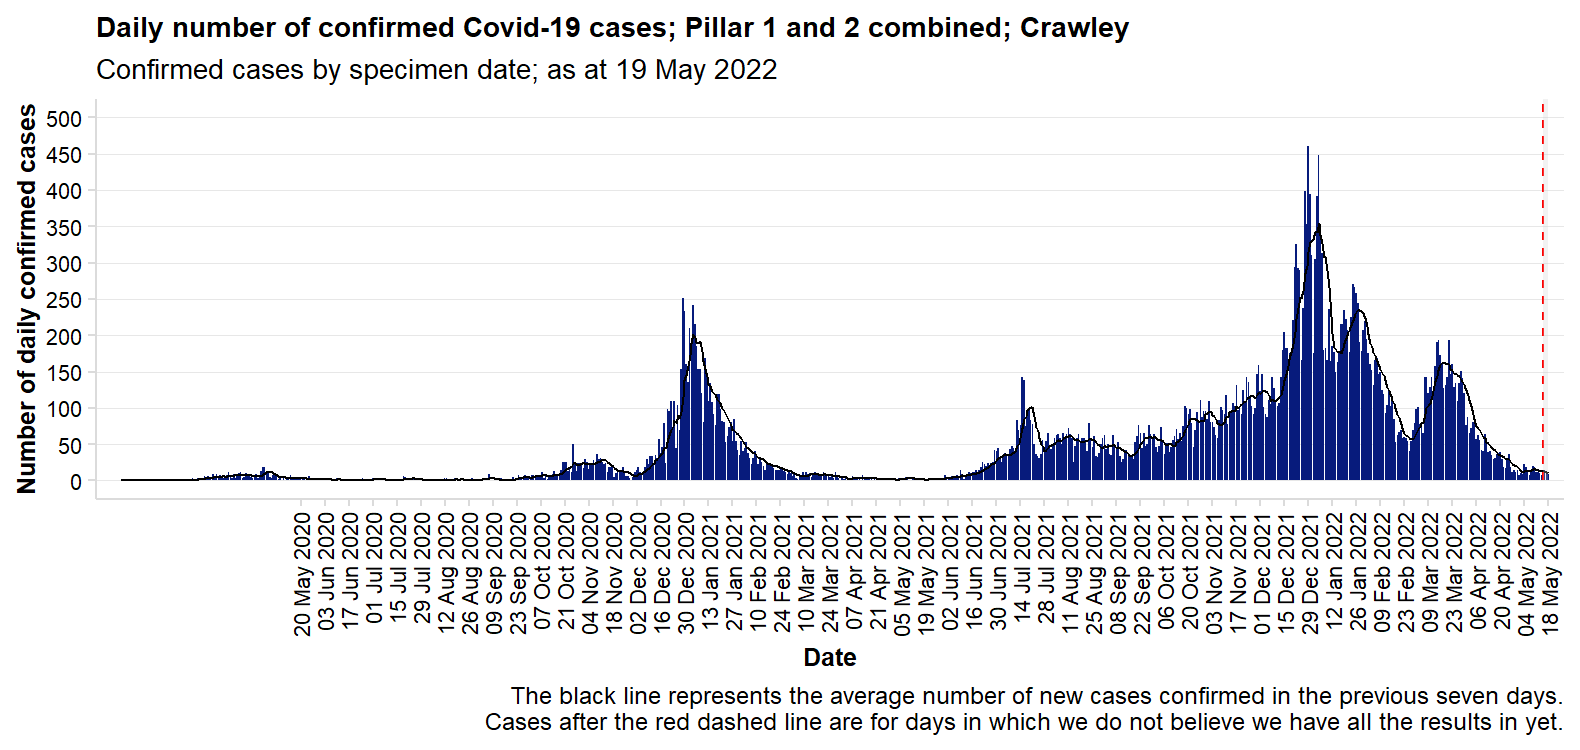 Daily number of confirmed Covid-19 cases; Pillar 1 and 2 combined; Crawley
Confirmed cases by specimen date; as at 19 May 2022
Number of daily confirmed cases
500
450
400
350
300
250
200
150
100
50
0
20 May 2020
03 Jun 2020
17 Jun 2020
01 Jul 2020
15 Jul 2020
29 Jul 2020
12 Aug 2020
26 Aug 2020
09 Sep 2020
23 Sep 2020
07 Oct 2020
21 Oct 2020
04 Nov 2020
18 Nov 2020
02 Dec 2020
16 Dec 2020
30 Dec 2020
13 Jan 2021
27 Jan 2021
10 Feb 2021
24 Feb 2021
10 Mar 2021
24 Mar 2021
07 Apr 2021
21 Apr 2021
05 May 2021
19 May 2021
02 Jun 2021
16 Jun 2021
30 Jun 2021
14 Jul 2021
28 Jul 2021
11 Aug 2021
25 Aug 2021
08 Sep 2021
22 Sep 2021
06 Oct 2021
20 Oct 2021
03 Nov 2021
17 Nov 2021
01 Dec 2021
15 Dec 2021
29 Dec 2021
12 Jan 2022
26 Jan 2022
09 Feb 2022
23 Feb 2022
09 Mar 2022
23 Mar 2022
06 Apr 2022
20 Apr 2022
04 May 2022
18 May 2022
Date
The black line represents the average number of new cases confirmed in the previous seven days.
Cases after the red dashed line are for days in which we do not believe we have all the results in yet.